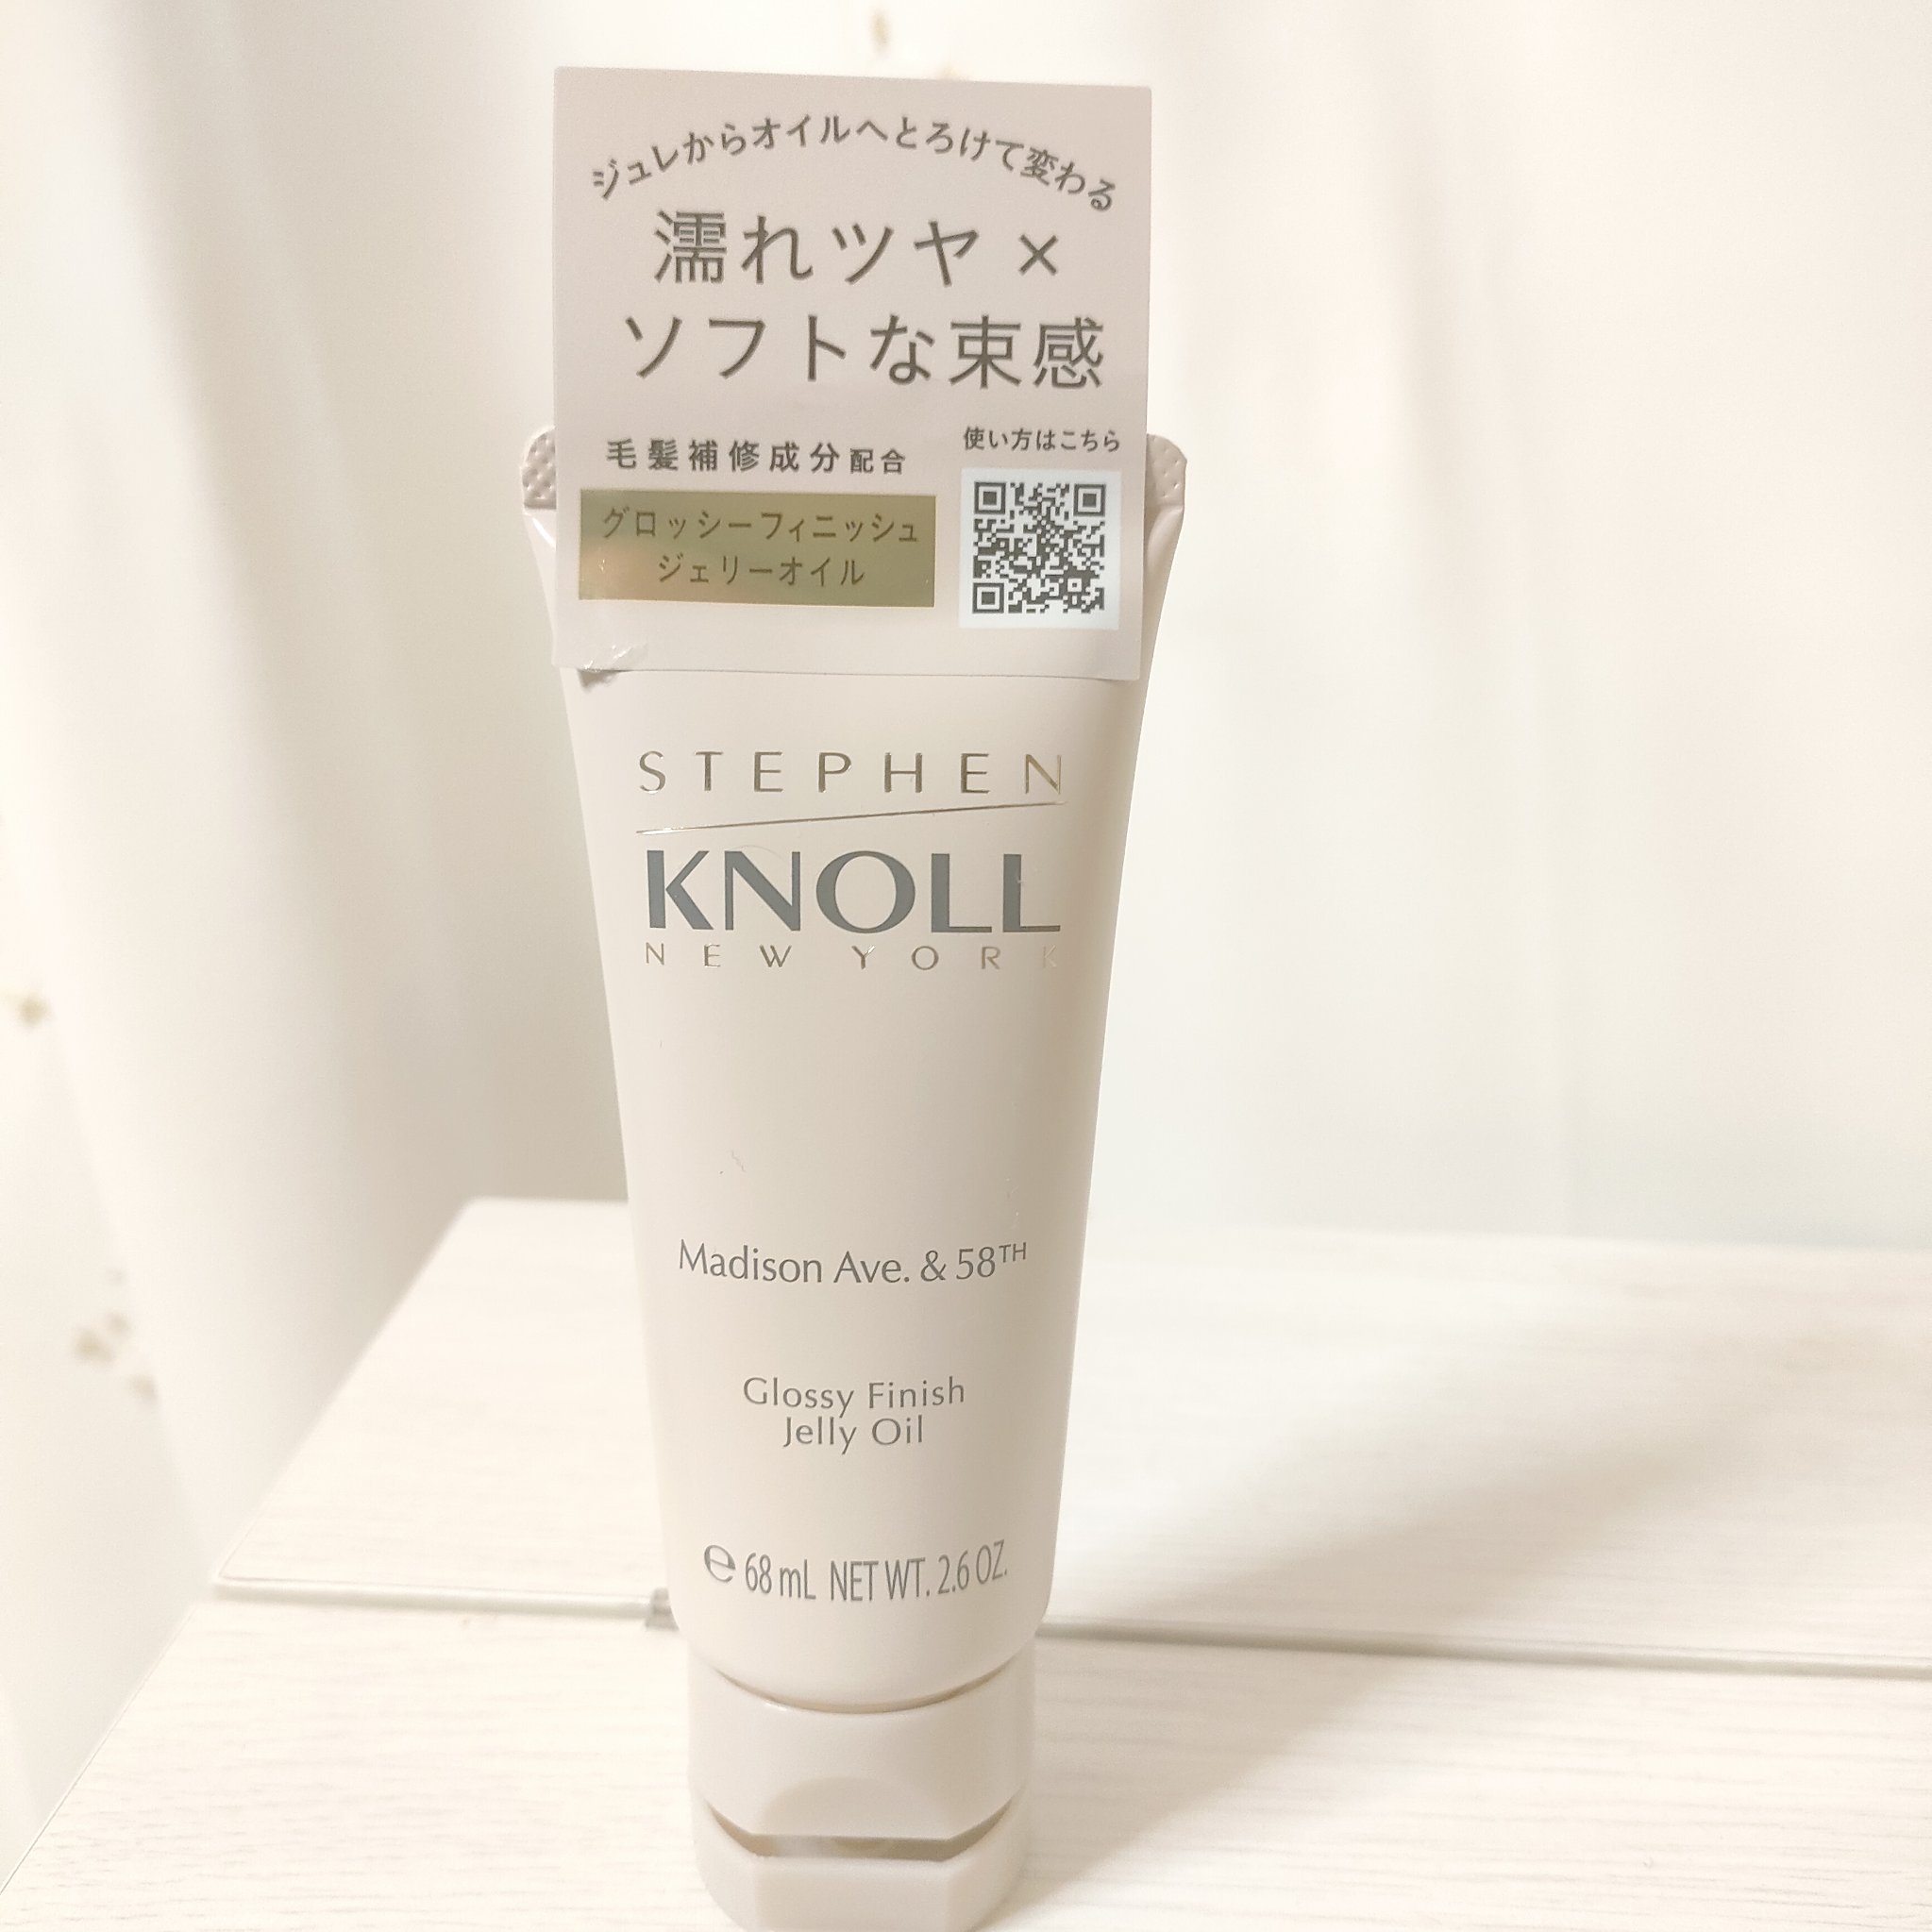 ジュレからオイルへとろけて変わる
濡れツヤ×
ソフトな束感
毛髪補修成分配合
使い方はこちら
グロッシーフィニッシュ
ジェリーオイル
STEPHEN
KNOLL
NEW YORK
Madison Ave. & 58TH
Glossy Finish
Jelly Oil
℮ 68 mL NET WT. 2.6 OZ.